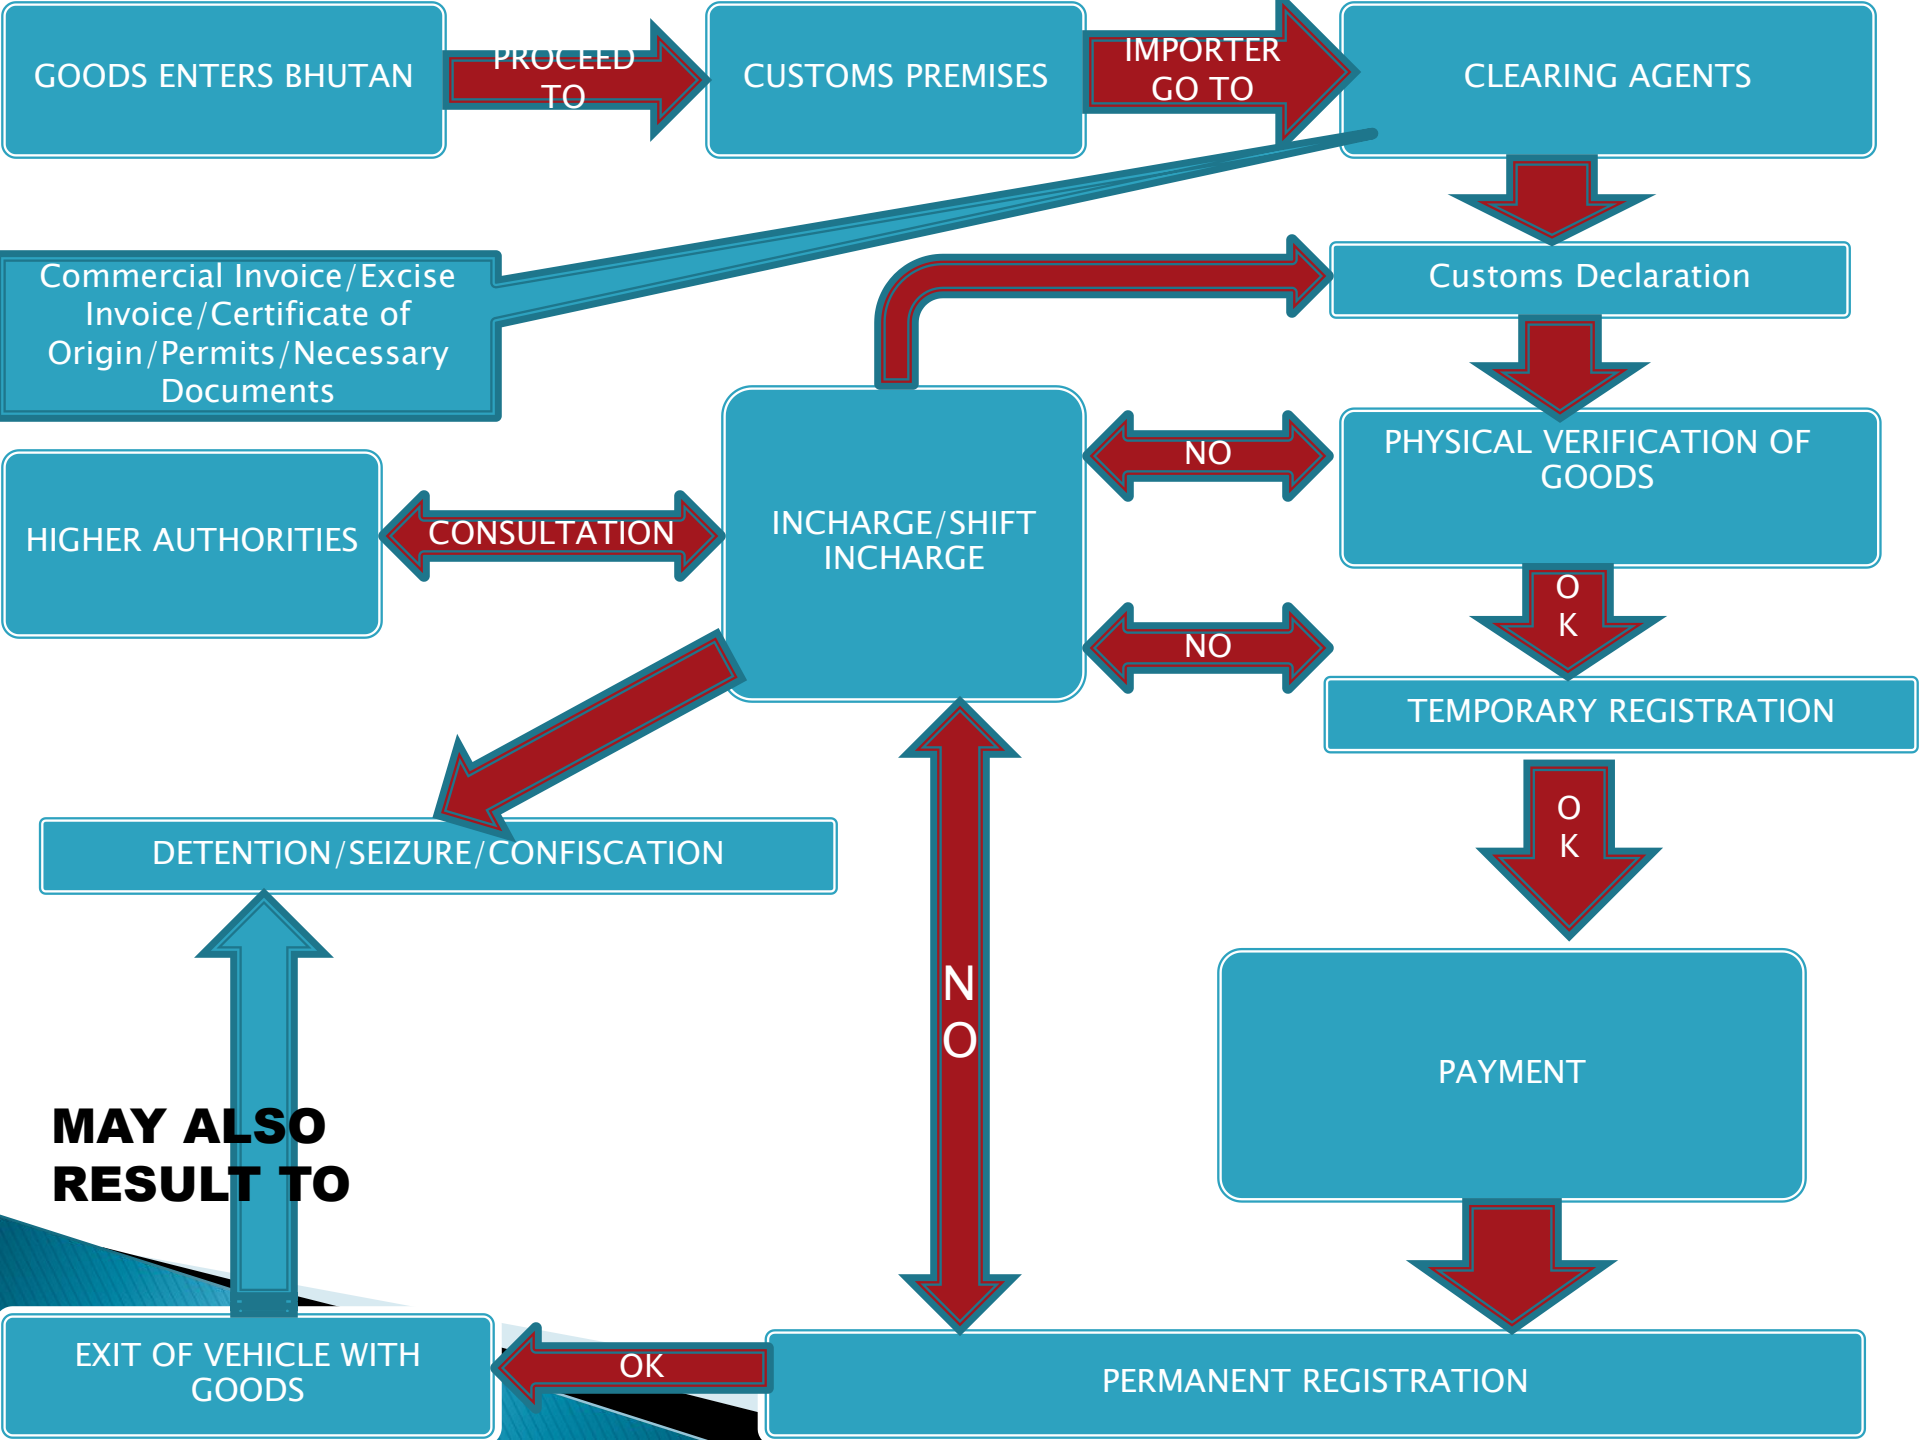 GOODS ENTERS BHUTAN
PROCEED
TO
CUSTOMS PREMISES
IMPORTER
GO TO
CLEARING AGENTS
Commercial Invoice/Excise
Invoice/Certificate of
Origin/Permits/Necessary
Documents
Customs Declaration
HIGHER AUTHORITIES
CONSULTATION
INCHARGE/SHIFT
INCHARGE
NO
PHYSICAL VERIFICATION OF
GOODS
O
K
NO
TEMPORARY REGISTRATION
O
K
DETENTION/SEIZURE/CONFISCATION
N
O
PAYMENT
MAY ALSO
RESULT TO
EXIT OF VEHICLE WITH
GOODS
OK
PERMANENT REGISTRATION